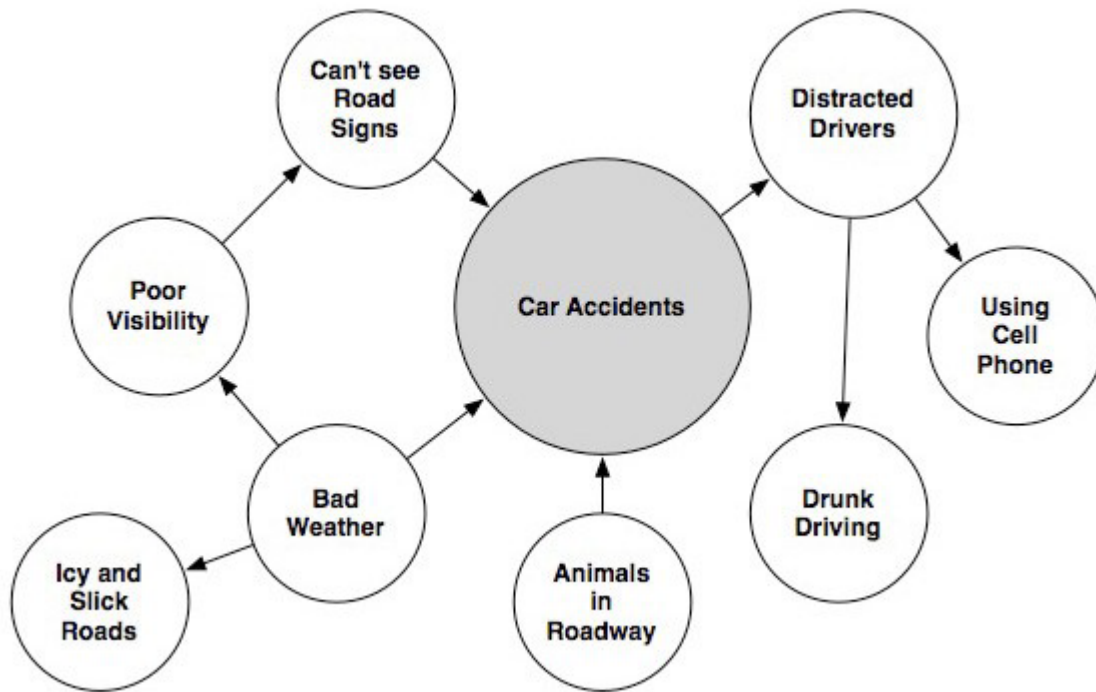 Can't see
Road
Signs
Distracted
Drivers
Poor
Visibility
Car Accidents
Using
Cell
Phone
Bad
Weather
Drunk
Driving
Icy and
Slick
Roads
Animals
in
Roadway